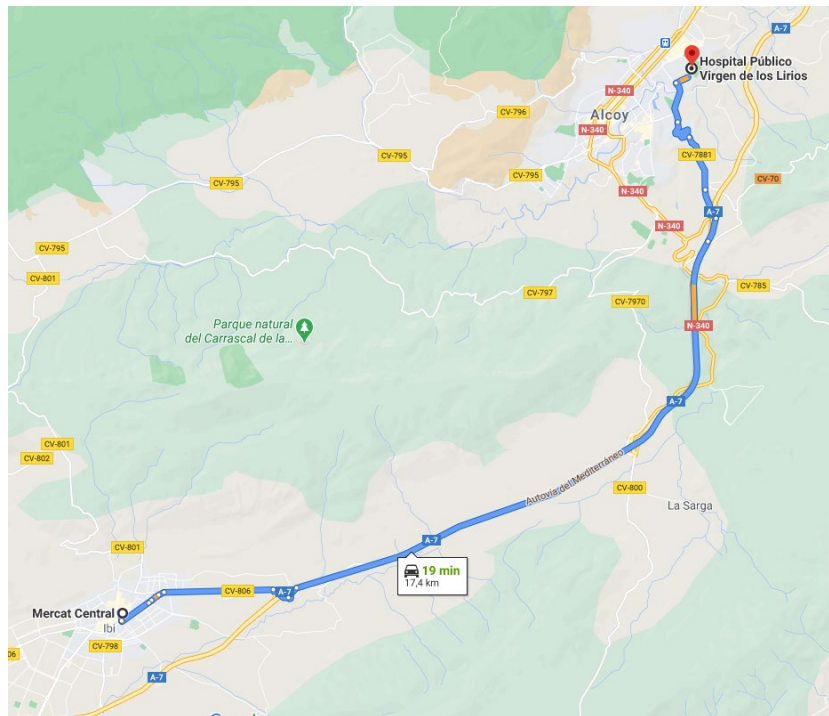 A-7
Hospital Público
Virgen de los Lirios
N-340
Alcoy
CV-796
N-340
CV-795
CV-7881
CV-795
CV-795
CV-70
N-340
A-7
N-340
CV-795
CV-801
CV-785
CV-797
CV-7970
Parque natural
del Carrascal de la...
N-340
A-7
CV-801
CV-802
Autovía del Mediterráneo
CV-800
La Sarga
A-7
CV-801
19 min
17,4 km
CV-806
A-7
Mercat Central
Ibi
CV-798
06
A-7